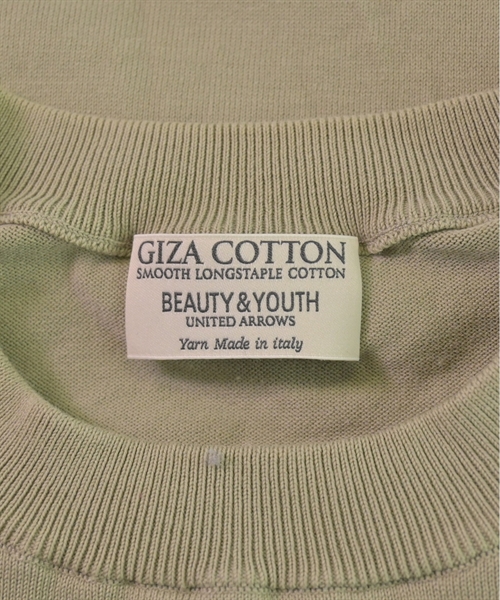 GIZA COTTON
SMOOTH LONGSTAPLE COTTON
BEAUTY & YOUTH
UNITED ARROWS
Yarn Made in italy